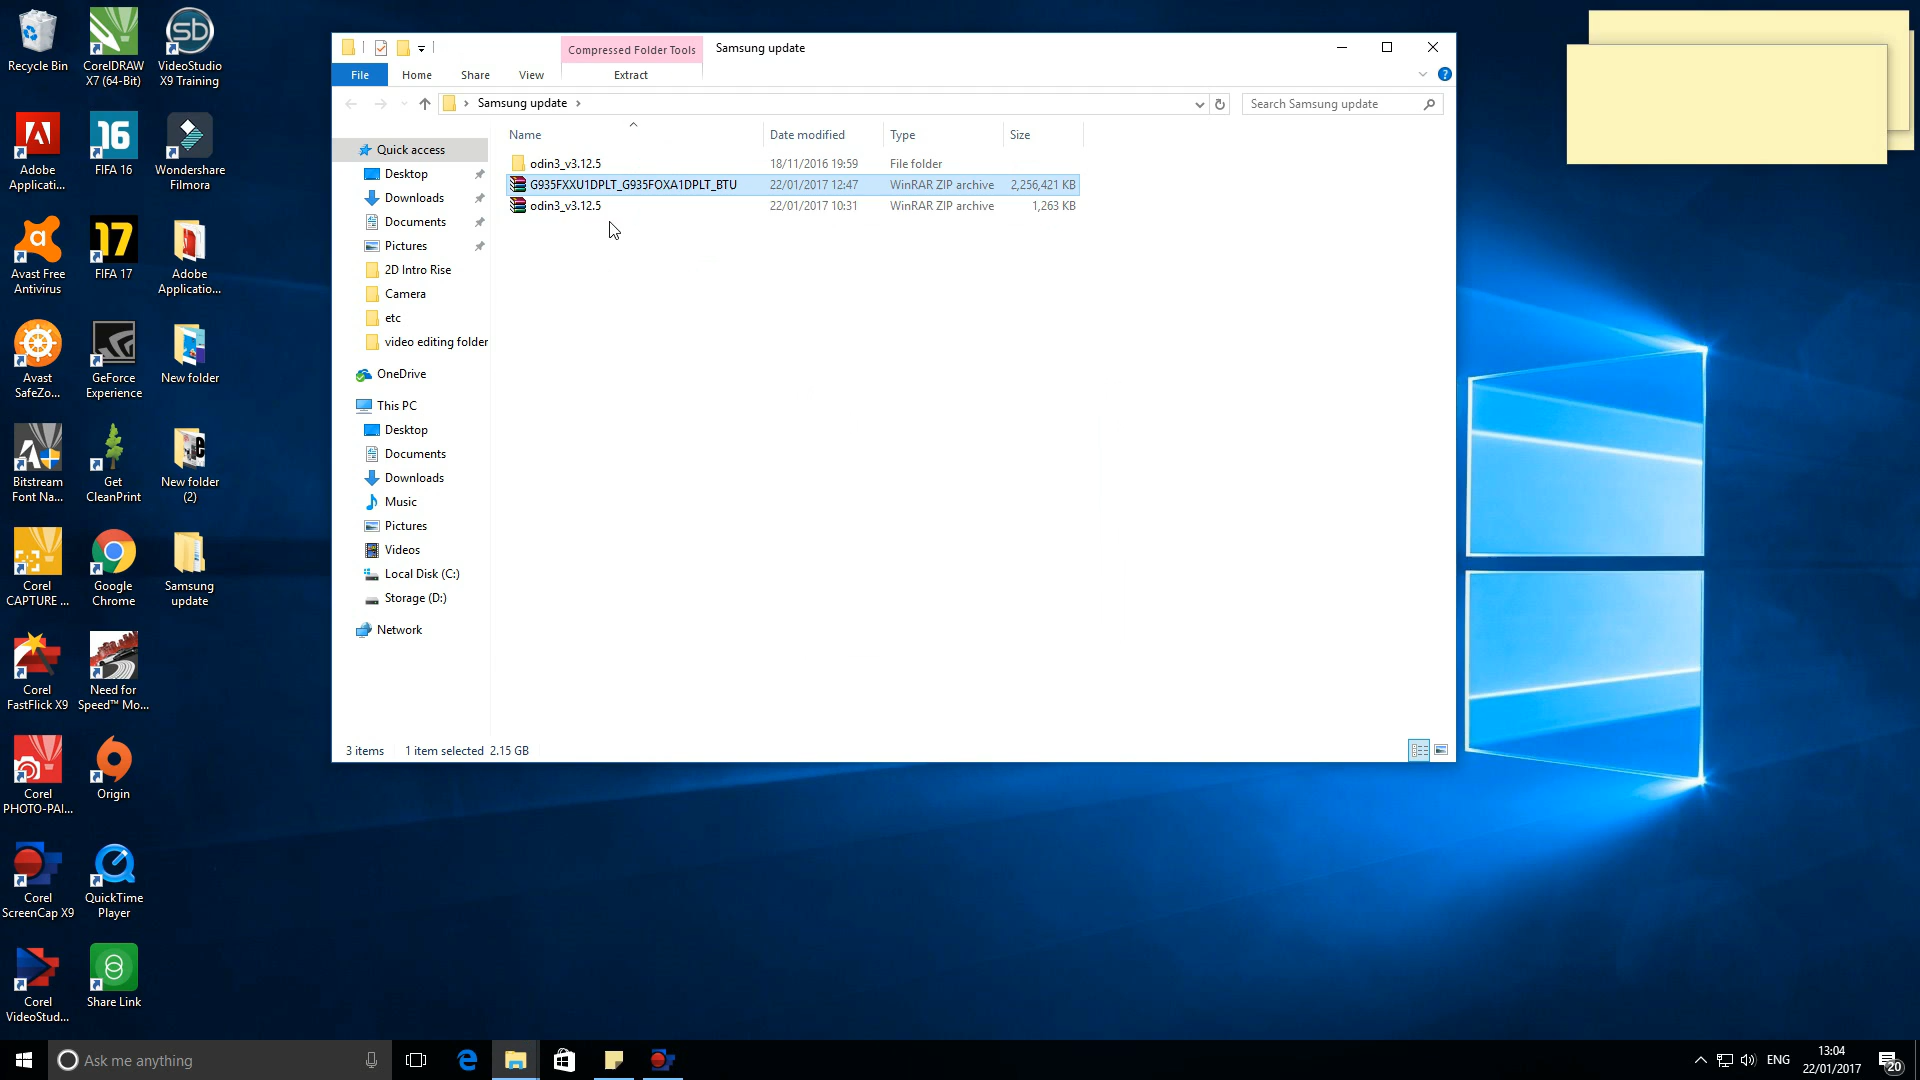 Recycle Bin
CorelDRAW
X7 (64-Bit)
VideoStudio
X9 Training
Adobe
Applicati...
FIFA 16
Wondershare
Filmora
Avast Free
Antivirus
FIFA 17
Adobe
Applicatio...
Avast
SafeZo...
GeForce
Experience
New folder
Bitstream
Font Na...
Get
CleanPrint
New folder
(2)
Corel
CAPTURE ...
Google
Chrome
Samsung
update
Corel
FastFlick X9
Need for
Speed™ Mo...
Corel
PHOTO-PAI...
Origin
Corel
ScreenCap X9
QuickTime
Player
Corel
VideoStud...
Share Link
Compressed Folder Tools
Samsung update
File
Home
Share
View
Extract
Samsung update
Search Samsung update
Name
Date modified
Type
Size
odin3_v3.12.5
18/11/2016 19:59
File folder
G935FXXU1DPLT_G935FOXA1DPLT_BTU
22/01/2017 12:47
WinRAR ZIP archive
2,256,421 KB
odin3_v3.12.5
22/01/2017 10:31
WinRAR ZIP archive
1,263 KB
Quick access
Desktop
Downloads
Documents
Pictures
2D Intro Rise
Camera
etc
video editing folder
OneDrive
This PC
Desktop
Documents
Downloads
Music
Pictures
Videos
Local Disk (C:)
Storage (D:)
Network
3 items
1 item selected 2.15 GB
Ask me anything
ENG
13:04
22/01/2017
20